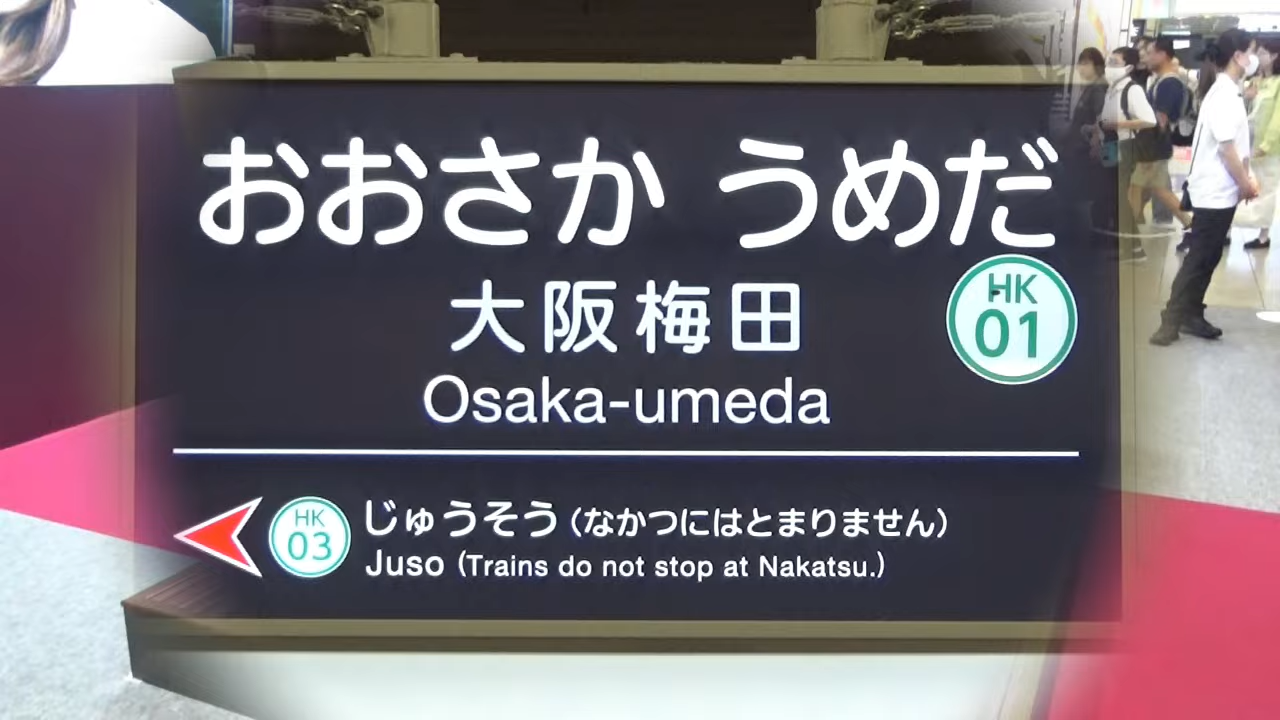 おおさか うめだ
大阪梅田
HK
01
Osaka-umeda
HK
03
じゅうそう(なかつにはとまりません)
Juso (Trains do not stop at Nakatsu.)